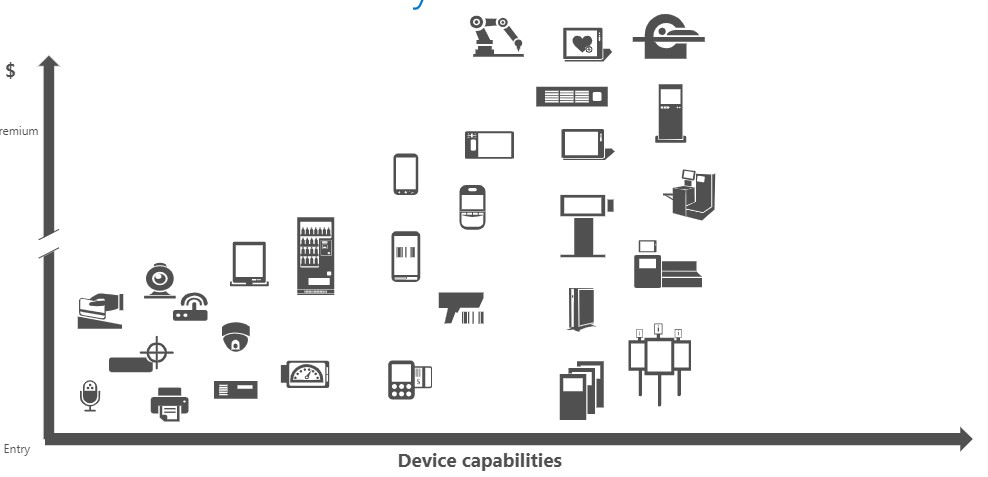 $
remium
Entry
Device capabilities